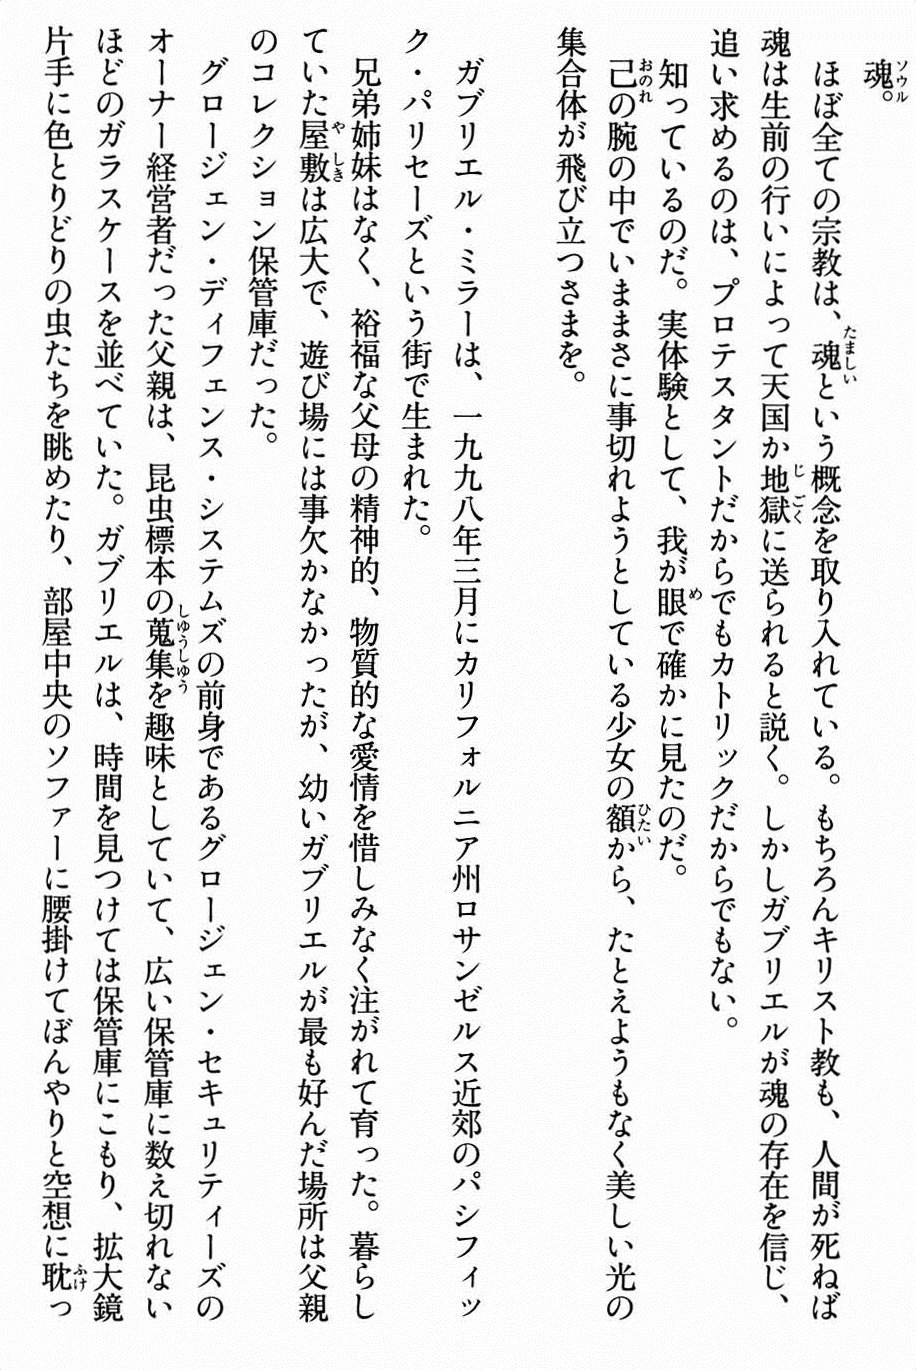 魂。
ほぼ全ての宗教は、魂という概念を取り入れている。もちろんキリスト教も、人間が死ねば
魂は生前の行いによって天国か地獄に送られると説く。しかしガブリエルが魂の存在を信じ、
追い求めるのは、プロテスタントだからでもカトリックだからでもない。
知っているのだ。実体験として、我が眼で確かに見たのだ。
己の腕の中でいままさに事切れようとしている少女の額から、たとえようもなく美しい光の
集合体が飛び立つさまを。
ガブリエル・ミラーは、一九九八年三月にカリフォルニア州ロサンゼルス近郊のパシフィッ
ク・パリセーズという街で生まれた。
兄弟姉妹はなく、裕福な父母の精神的、物質的な愛情を惜しみなく注がれて育った。暮らし
ていた屋敷は広大で、遊び場には事欠かなかったが、幼いガブリエルが最も好んだ場所は父親
のコレクション保管庫だった。
グロージェン・ディフェンス・システムズの前身であるグロージェン・セキュリティーズの
オーナー経営者だった父親は、昆虫標本の蒐集を趣味としていて、広い保管庫に数え切れない
ほどのガラスケースを並べていた。ガブリエルは、時間を見つけては保管庫にこもり、拡大鏡
片手に色とりどりの虫たちを眺めたり、部屋中央のソファーに腰掛けてぼんやりと空想に耽っ